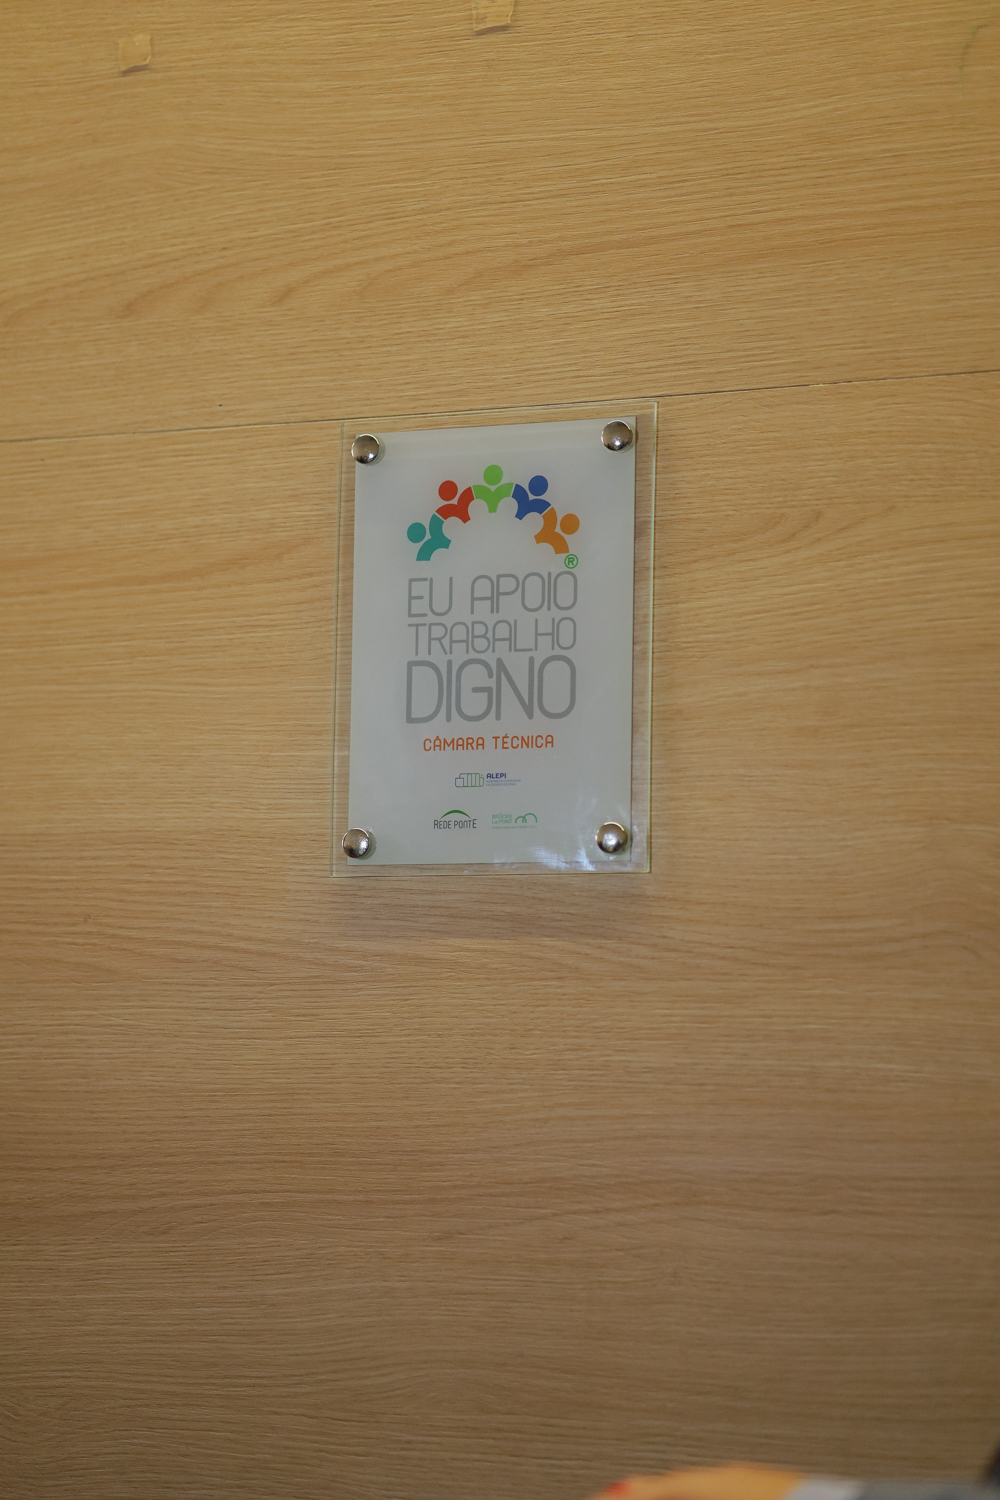 ®
EU APOIO
TRABALHO
DIGNO
CÂMARA TÉCNICA
ALEPI
REDE PONTE